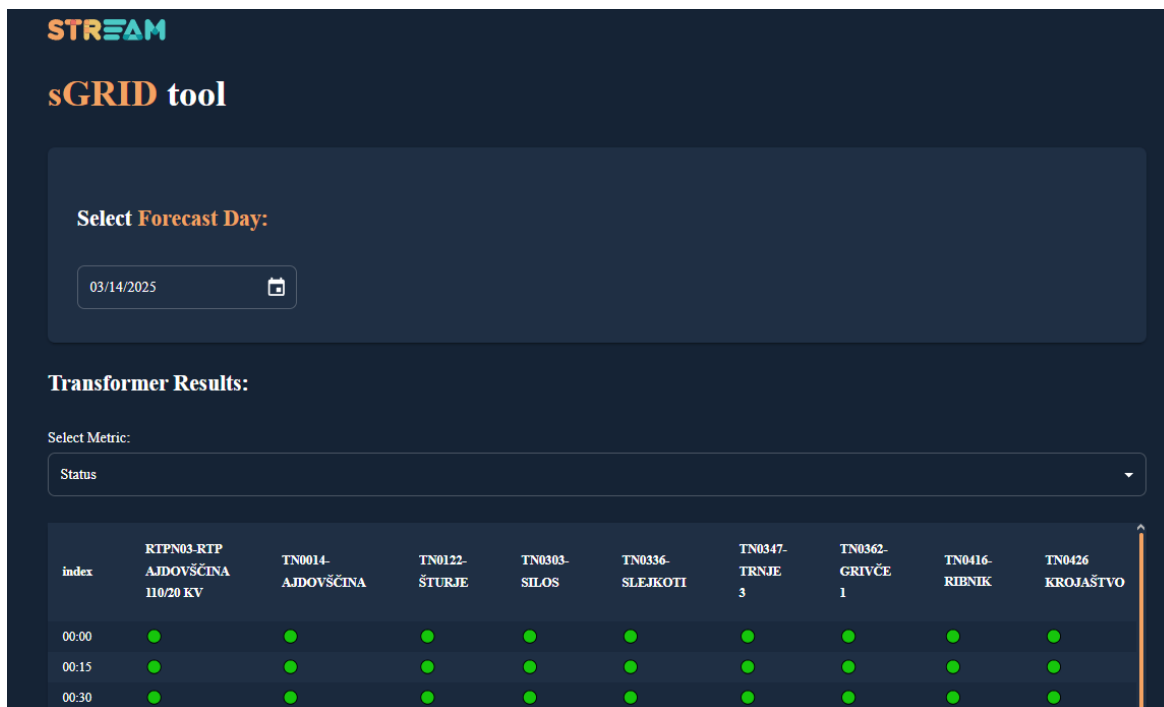 STREAM
sGRID tool
Select Forecast Day:
03/14/2025
Transformer Results:
Select Metric:
Status
index
RTPN03-RTP
AJDOVŠČINA
110/20 KV
TN0014-
AJDOVŠČINA
TN0122-
ŠTURJE
TN0303-
SILOS
TN0336-
SLEJKOTI
TN0347-
TRNJE
3
TN0362-
GRIVČE
1
TN0416-
RIBNIK
TN0426
KROJAŠTVO
00:00
00:15
00:30